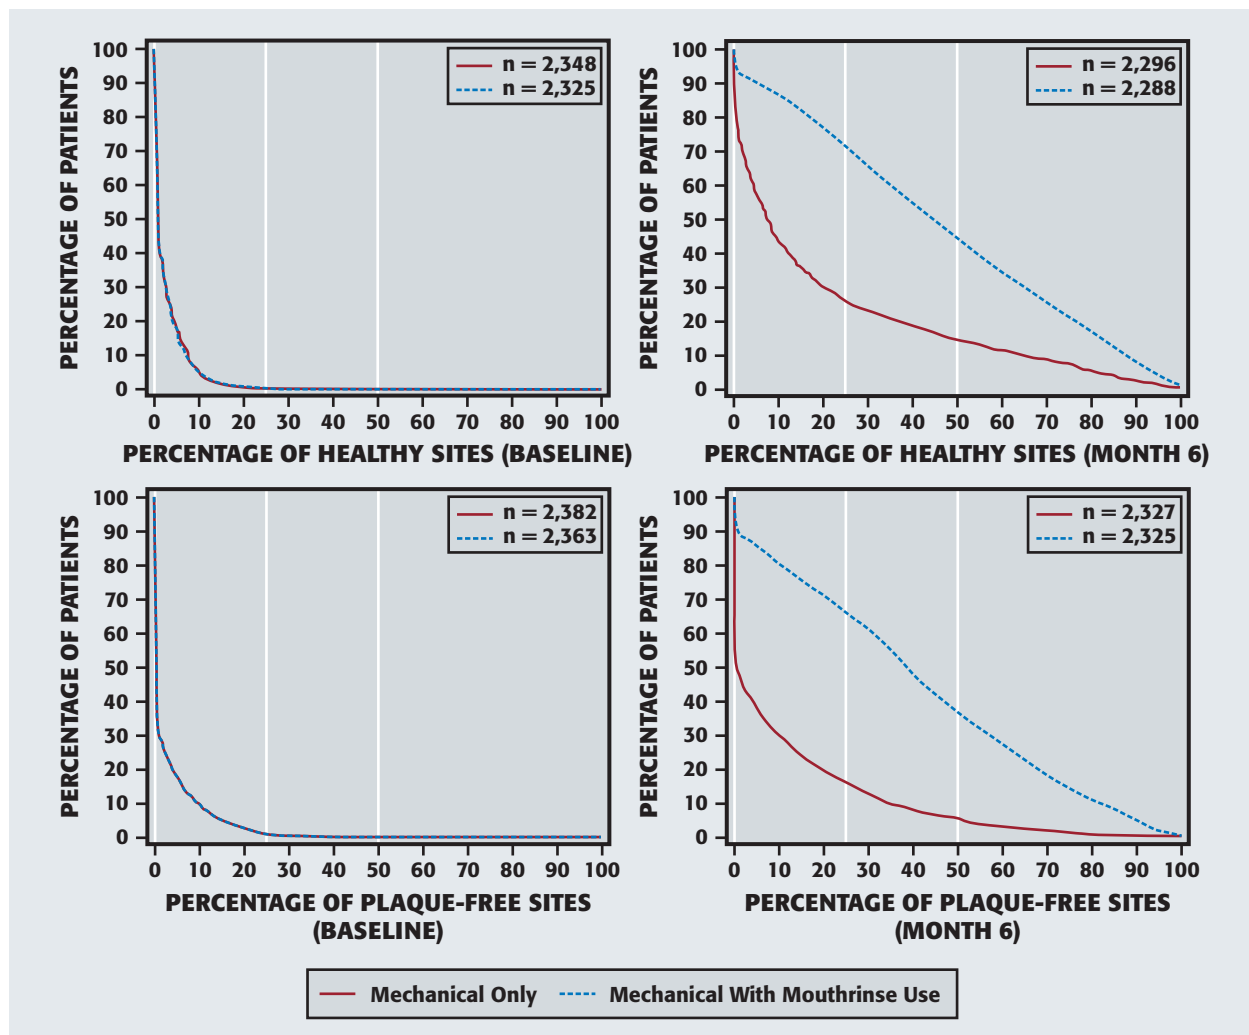 PERCENTAGE OF PATIENTS
100
90
80
70
60
50
40
30
20
10
0
n = 2,348
n = 2,325
0 10 20 30 40 50 60 70 80 90 100
PERCENTAGE OF HEALTHY SITES (BASELINE)
PERCENTAGE OF PATIENTS
100
90
80
70
60
50
40
30
20
10
0
n = 2,296
n = 2,288
0 10 20 30 40 50 60 70 80 90 100
PERCENTAGE OF HEALTHY SITES (MONTH 6)
PERCENTAGE OF PATIENTS
100
90
80
70
60
50
40
30
20
10
0
n = 2,382
n = 2,363
0 10 20 30 40 50 60 70 80 90 100
PERCENTAGE OF PLAQUE-FREE SITES
(BASELINE)
PERCENTAGE OF PATIENTS
100
90
80
70
60
50
40
30
20
10
0
n = 2,327
n = 2,325
0 10 20 30 40 50 60 70 80 90 100
PERCENTAGE OF PLAQUE-FREE SITES
(MONTH 6)
Mechanical Only Mechanical With Mouthrinse Use